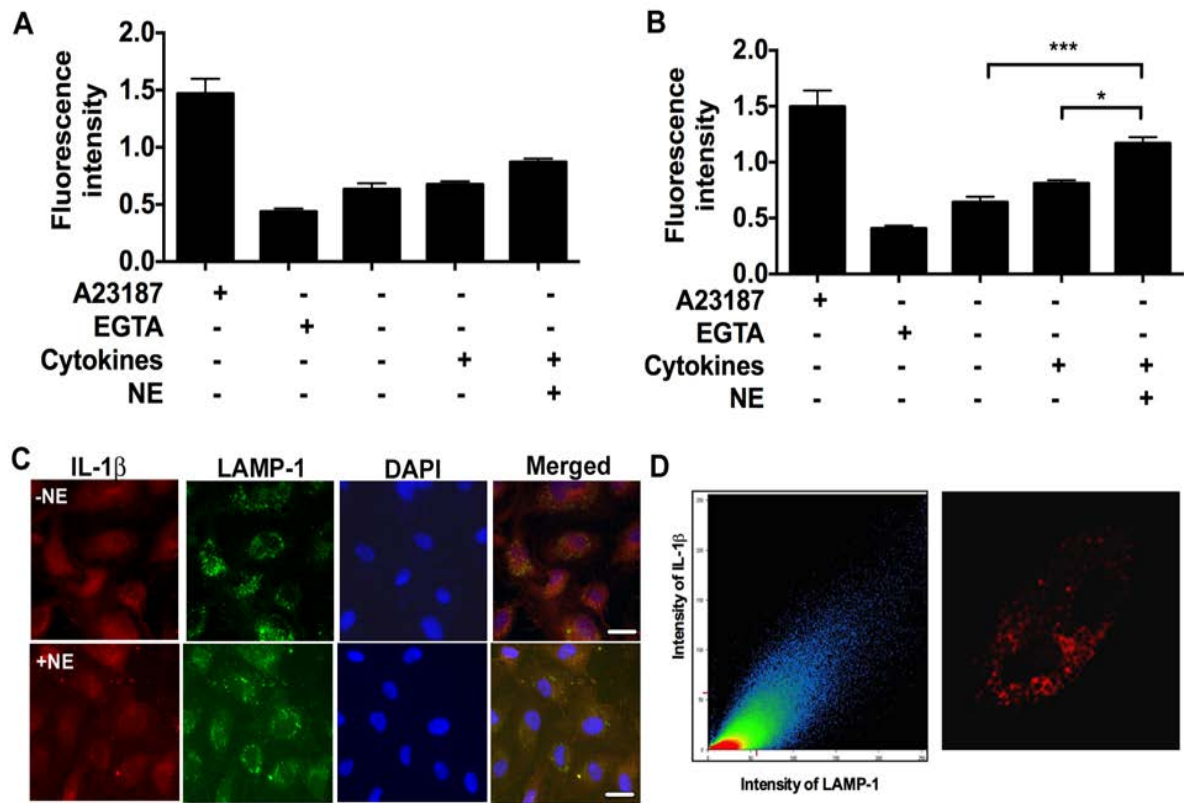 A
2.0
1.5
1.0
0.5
0.0
Fluorescence
intensity
A23187 + - - - -
EGTA - + - - -
Cytokines - - - + +
NE - - - - +
B
2.0
1.5
1.0
0.5
0.0
Fluorescence
intensity
***
*
A23187 + - - - -
EGTA - + - - -
Cytokines - - - + +
NE - - - - +
C
IL-1β LAMP-1 DAPI Merged
-NE
+NE
D
Intensity of IL-1β
Intensity of LAMP-1